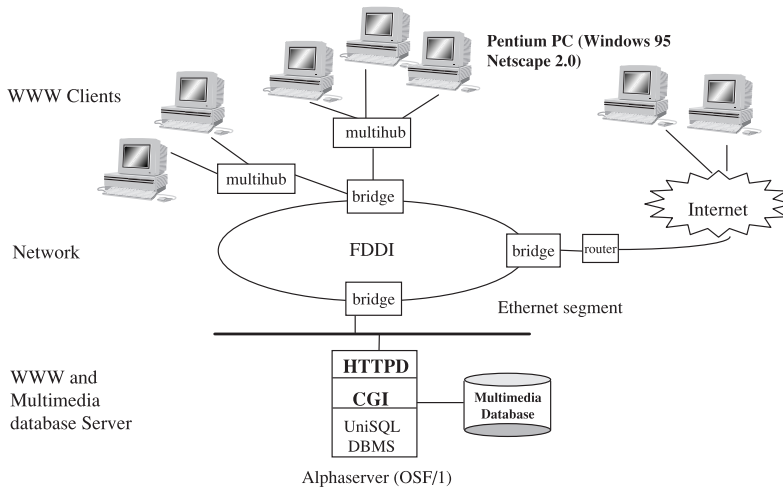 Pentium PC (Windows 95
Netscape 2.0)
WWW Clients
multihub
multihub
bridge
Internet
Network
FDDI
bridge
router
bridge
Ethernet segment
HTTPD
WWW and
Multimedia
database Server
CGI
Multimedia
Database
UniSQL
DBMS
Alphaserver (OSF/1)